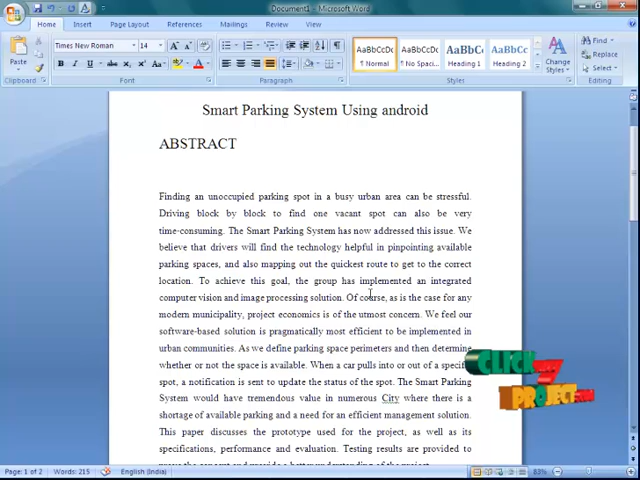 Document1 - Microsoft Word
Home Insert Page Layout References Mailings Review View
Times New Roman 14
Paste
Clipboard Font Paragraph Styles Editing
AaBbCcDc AaBbCcDc AaBbC AaBbCc
¶ Normal ¶ No Spaci... Heading 1 Heading 2
Change Styles
Find
Replace
Select
Smart Parking System Using android
ABSTRACT
Finding an unoccupied parking spot in a busy urban area can be stressful.
Driving block by block to find one vacant spot can also be very
time-consuming. The Smart Parking System has now addressed this issue. We
believe that drivers will find the technology helpful in pinpointing available
parking spaces, and also mapping out the quickest route to get to the correct
location. To achieve this goal, the group has implemented an integrated
computer vision and image processing solution. Of course, as is the case for any
modern municipality, project economics is of the utmost concern. We feel our
software-based solution is pragmatically most efficient to be implemented in
urban communities. As we define parking space perimeters and then determine
whether or not the space is available. When a car pulls into or out of a specific
spot, a notification is sent to update the status of the spot. The Smart Parking
System would have tremendous value in numerous City where there is a
shortage of available parking and a need for an efficient management solution.
This paper discusses the prototype used for the project, as well as its
specifications, performance and evaluation. Testing results are provided to
CLICK MY
PROJECT.COM
Page: 1 of 2 Words: 215 English (India) 83%